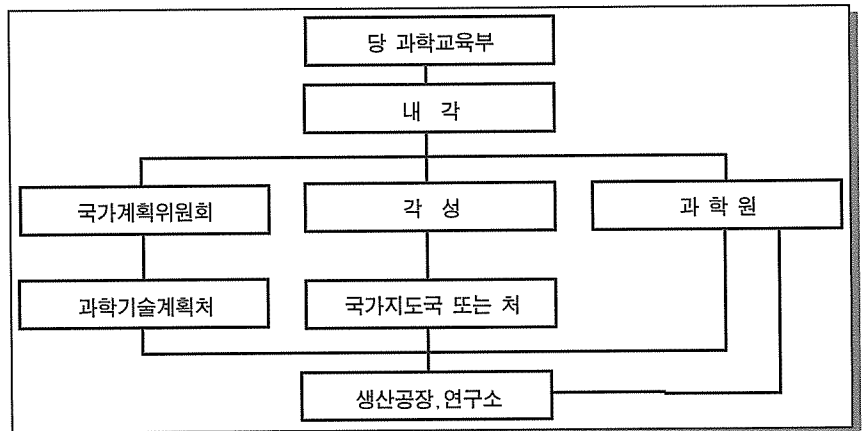 당 과학교육부
내 각
국가계획위원회
각 성
과 학 원
과학기술계획처
국가지도국 또는 처
생산공장,연구소